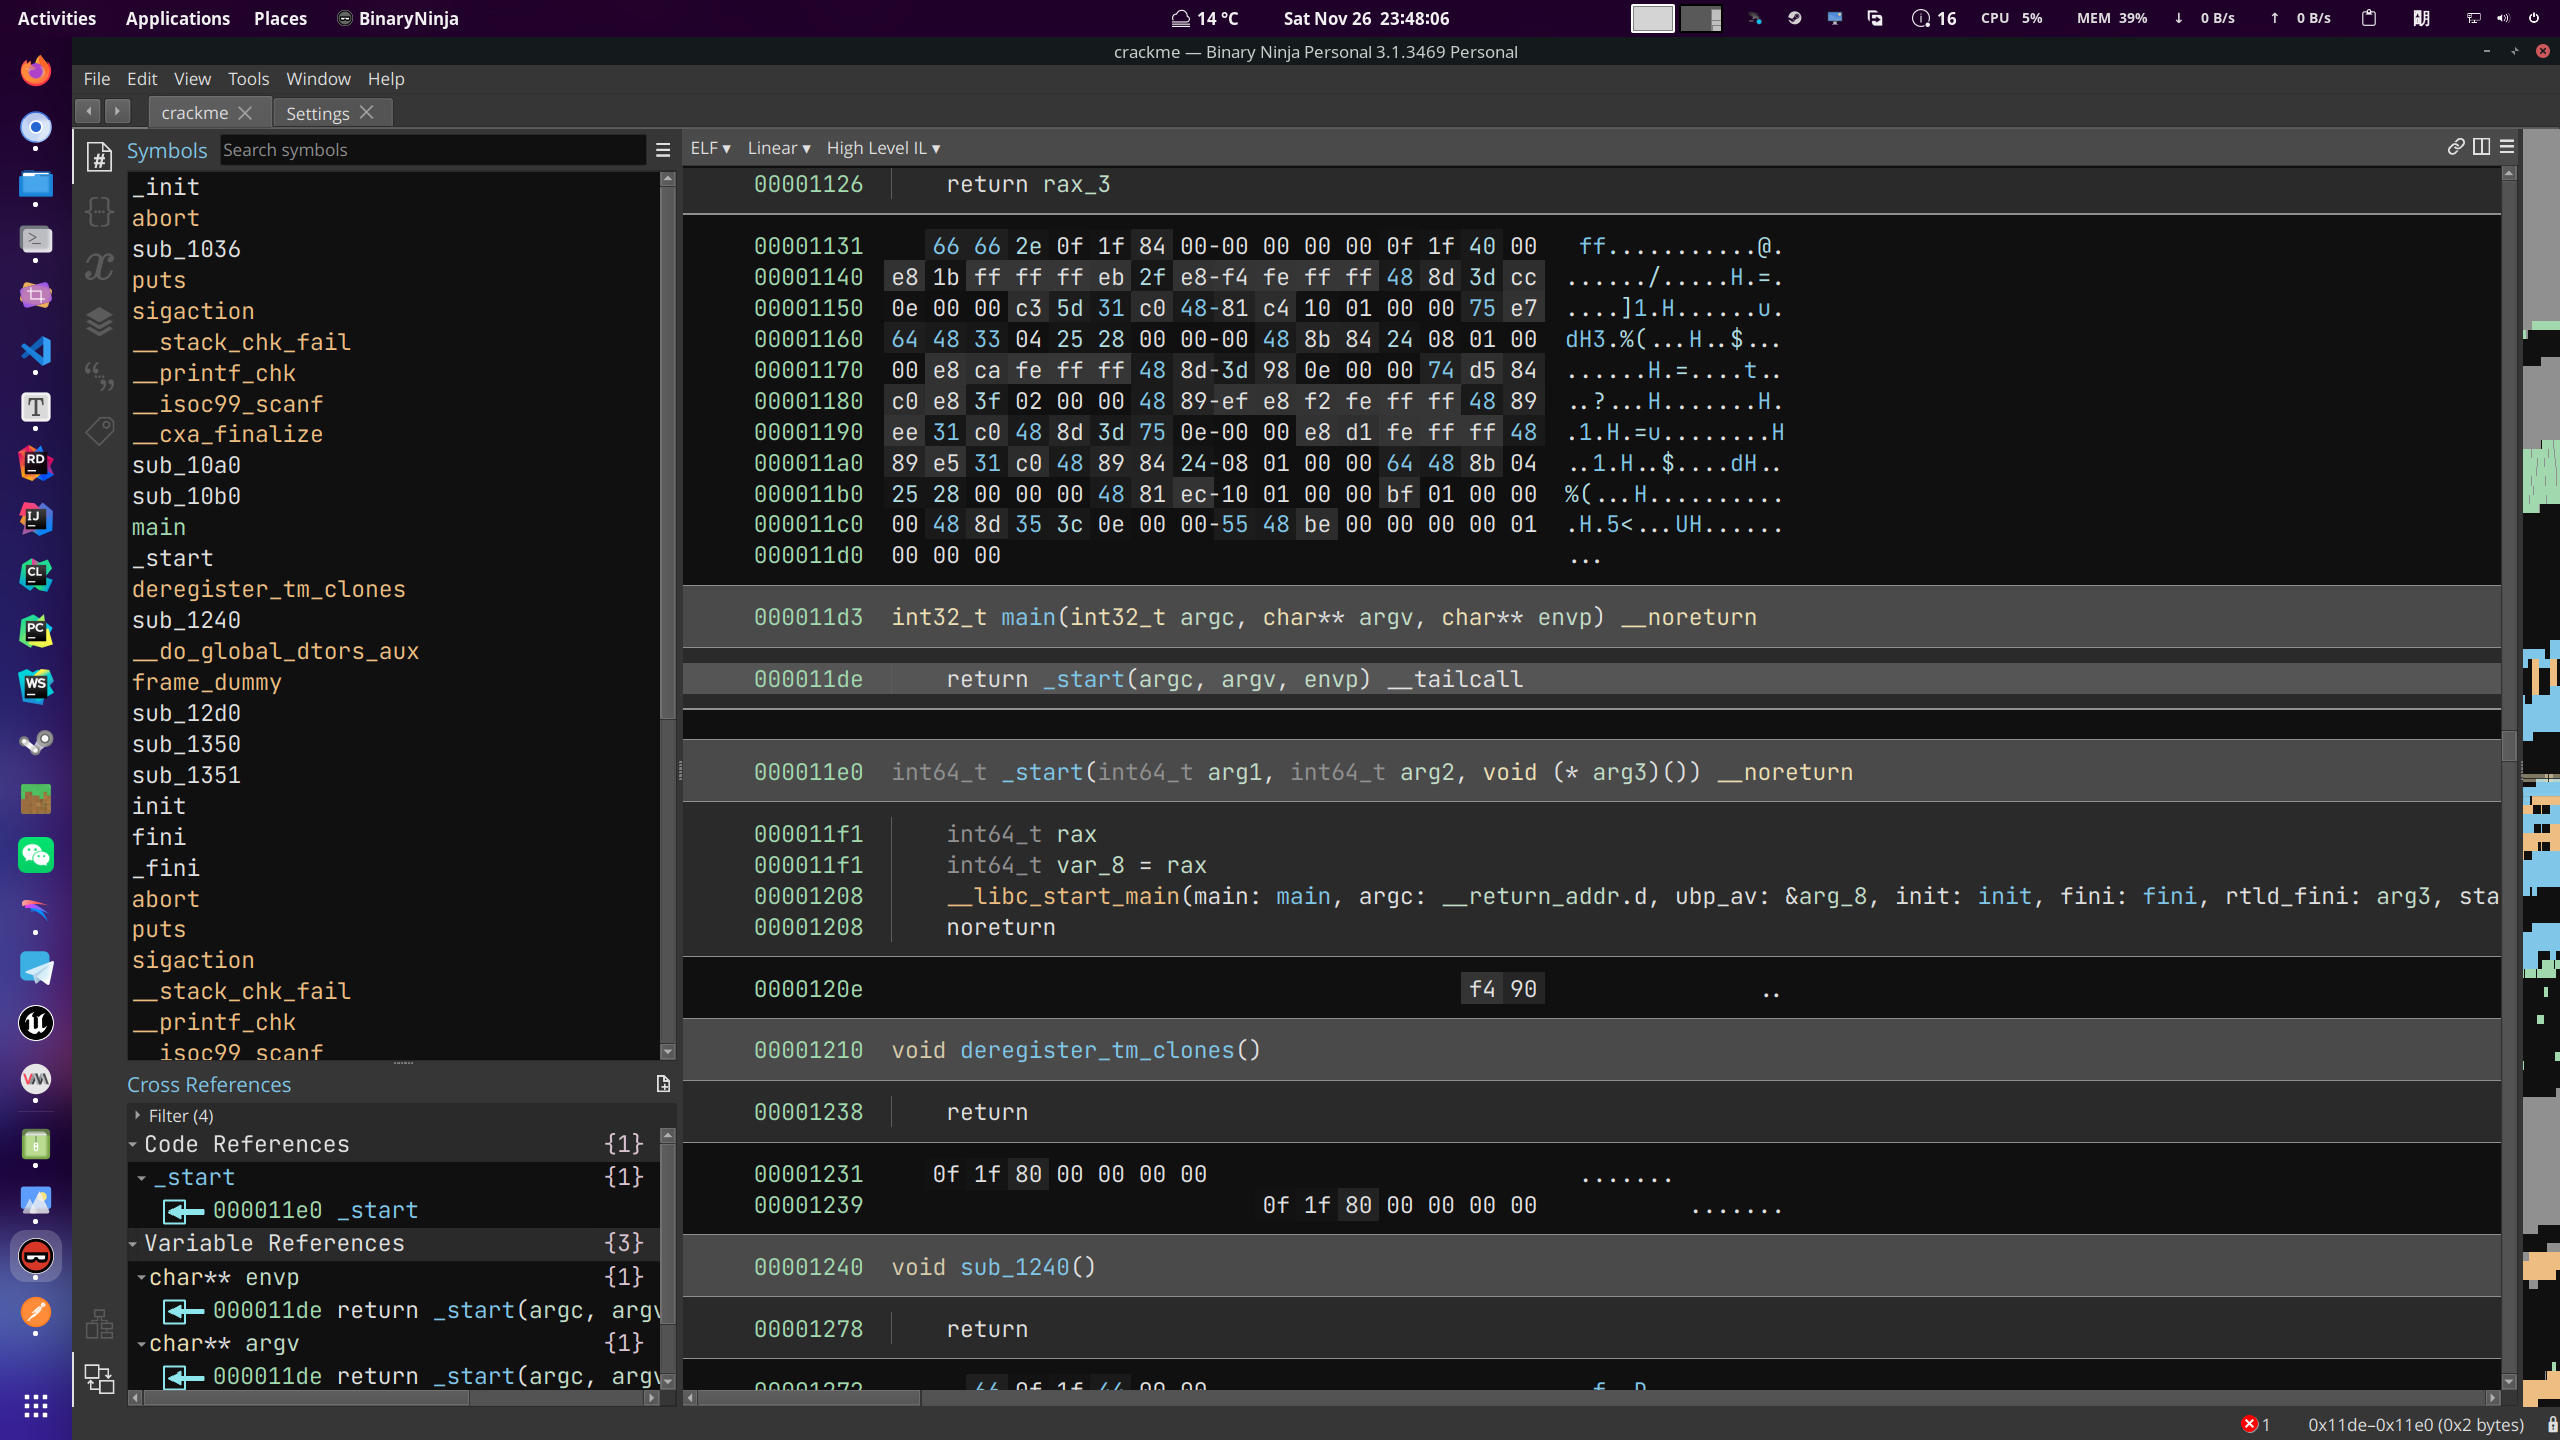 Activities Applications Places BinaryNinja 14 °C Sat Nov 26 23:48:06 16 CPU 5% MEM 39% ↓ 0 B/s ↑ 0 B/s
crackme — Binary Ninja Personal 3.1.3469 Personal
File Edit View Tools Window Help
crackme Settings
Symbols Search symbols
_init
abort
sub_1036
puts
sigaction
__stack_chk_fail
__printf_chk
__isoc99_scanf
__cxa_finalize
sub_10a0
sub_10b0
main
_start
deregister_tm_clones
sub_1240
__do_global_dtors_aux
frame_dummy
sub_12d0
sub_1350
sub_1351
init
fini
_fini
abort
puts
sigaction
__stack_chk_fail
__printf_chk
__isoc99_scanf
Cross References
Filter (4)
Code References {1}
_start {1}
000011e0 _start
Variable References {3}
char** envp {1}
000011de return _start(argc, argv
char** argv {1}
000011de return _start(argc, argv
ELF ▾ Linear ▾ High Level IL ▾
00001126 return rax_3
00001131 66 66 2e 0f 1f 84 00-00 00 00 00 0f 1f 40 00 ff...........@.
00001140 e8 1b ff ff ff eb 2f e8-f4 fe ff ff 48 8d 3d cc ....../.....H.=.
00001150 0e 00 00 c3 5d 31 c0 48-81 c4 10 01 00 00 75 e7 ....]1.H......u.
00001160 64 48 33 04 25 28 00 00-00 48 8b 84 24 08 01 00 dH3.%(...H..$...
00001170 00 e8 ca fe ff ff 48 8d-3d 98 0e 00 00 74 d5 84 ......H.=....t..
00001180 c0 e8 3f 02 00 00 48 89-ef e8 f2 fe ff ff 48 89 ..?...H.......H.
00001190 ee 31 c0 48 8d 3d 75 0e-00 00 e8 d1 fe ff ff 48 .1.H.=u........H
000011a0 89 e5 31 c0 48 89 84 24-08 01 00 00 64 48 8b 04 ..1.H..$....dH..
000011b0 25 28 00 00 00 48 81 ec-10 01 00 00 bf 01 00 00 %(...H..........
000011c0 00 48 8d 35 3c 0e 00 00-55 48 be 00 00 00 00 01 .H.5<...UH......
000011d0 00 00 00 ...
000011d3 int32_t main(int32_t argc, char** argv, char** envp) __noreturn
000011de return _start(argc, argv, envp) __tailcall
000011e0 int64_t _start(int64_t arg1, int64_t arg2, void (* arg3)()) __noreturn
000011f1 int64_t rax
000011f1 int64_t var_8 = rax
00001208 __libc_start_main(main: main, argc: __return_addr.d, ubp_av: &arg_8, init: init, fini: fini, rtld_fini: arg3, sta
00001208 noreturn
0000120e f4 90 ..
00001210 void deregister_tm_clones()
00001238 return
00001231 0f 1f 80 00 00 00 00 .......
00001239 0f 1f 80 00 00 00 00 .......
00001240 void sub_1240()
00001278 return
00001272 66 0f 1f 44 00 00 f..D..
1 0x11de–0x11e0 (0x2 bytes)